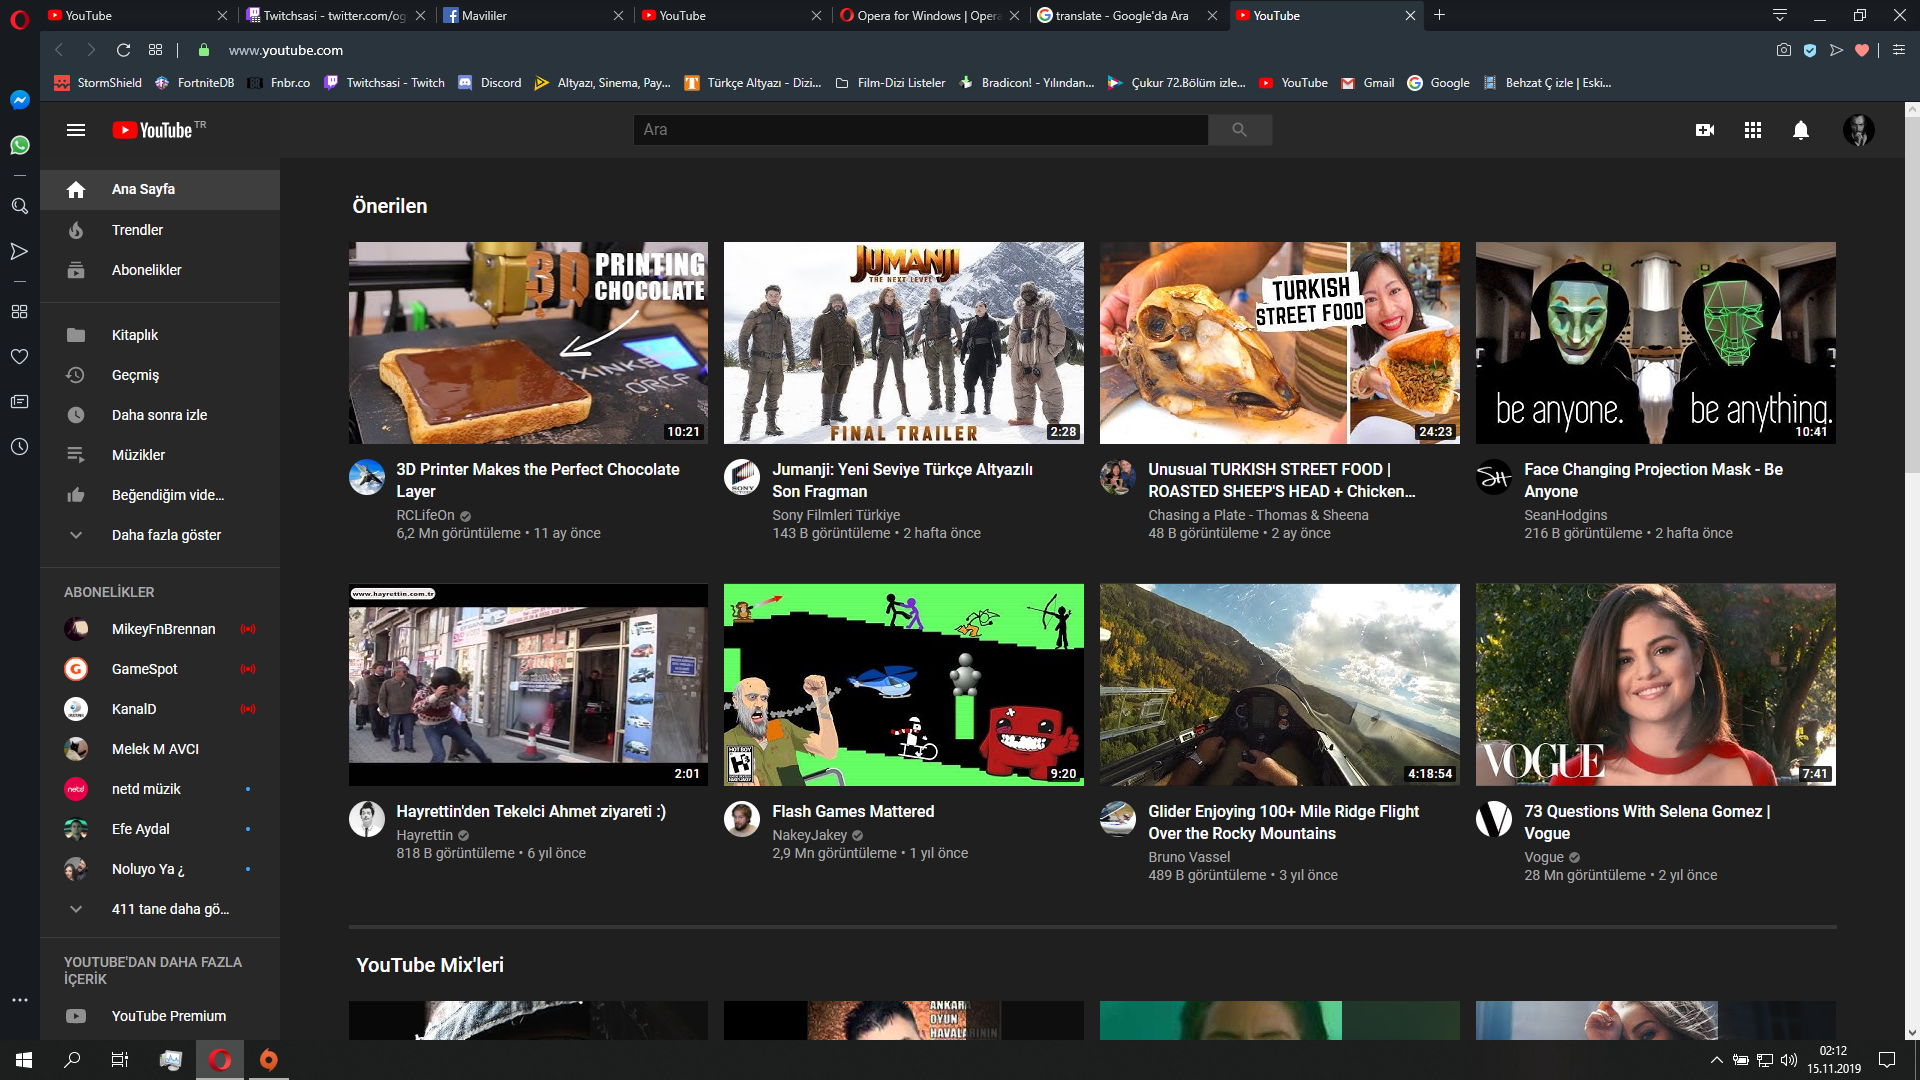 YouTube
Twitchsasi - twitter.com/og
Mavililer
YouTube
Opera for Windows | Opera
translate - Google'da Ara
YouTube
www.youtube.com
StormShield
FortniteDB
Fnbr.co
Twitchsasi - Twitch
Discord
Altyazı, Sinema, Pay...
Türkçe Altyazı - Dizi...
Film-Dizi Listeler
Bradicon! - Yılından...
Çukur 72.Bölüm izle...
YouTube
Gmail
Google
Behzat Ç izle | Eski...
YouTube TR
Ara
Ana Sayfa
Trendler
Abonelikler
Kitaplık
Geçmiş
Daha sonra izle
Müzikler
Beğendiğim vide...
Daha fazla göster
ABONELİKLER
MikeyFnBrennan
GameSpot
KanalD
Melek M AVCI
netd müzik
Efe Aydal
Noluyo Ya ¿
411 tane daha gö...
YOUTUBE'DAN DAHA FAZLA
İÇERİK
YouTube Premium
Önerilen
3D PRINTING
CHOCOLATE
XINKE
10:21
3D Printer Makes the Perfect Chocolate
Layer
RCLifeOn
6,2 Mn görüntüleme • 11 ay önce
JUMANJI
THE NEXT LEVEL
FINAL TRAILER
2:28
SONY
Jumanji: Yeni Seviye Türkçe Altyazılı
Son Fragman
Sony Filmleri Türkiye
143 B görüntüleme • 2 hafta önce
TURKISH
STREET FOOD
24:23
Unusual TURKISH STREET FOOD |
ROASTED SHEEP'S HEAD + Chicken...
Chasing a Plate - Thomas & Sheena
48 B görüntüleme • 2 ay önce
be anyone. be anything.
10:41
SH
Face Changing Projection Mask - Be
Anyone
SeanHodgins
216 B görüntüleme • 2 hafta önce
www.hayrettin.com.tr
2:01
Hayrettin'den Tekelci Ahmet ziyareti :)
Hayrettin
818 B görüntüleme • 6 yıl önce
HOT BOY
H
9:20
Flash Games Mattered
NakeyJakey
2,9 Mn görüntüleme • 1 yıl önce
4:18:54
Glider Enjoying 100+ Mile Ridge Flight
Over the Rocky Mountains
Bruno Vassel
489 B görüntüleme • 3 yıl önce
VOGUE
7:41
V
73 Questions With Selena Gomez |
Vogue
Vogue
28 Mn görüntüleme • 2 yıl önce
YouTube Mix'leri
ANKARA
OYUN
HAVALARININ
02:12
15.11.2019